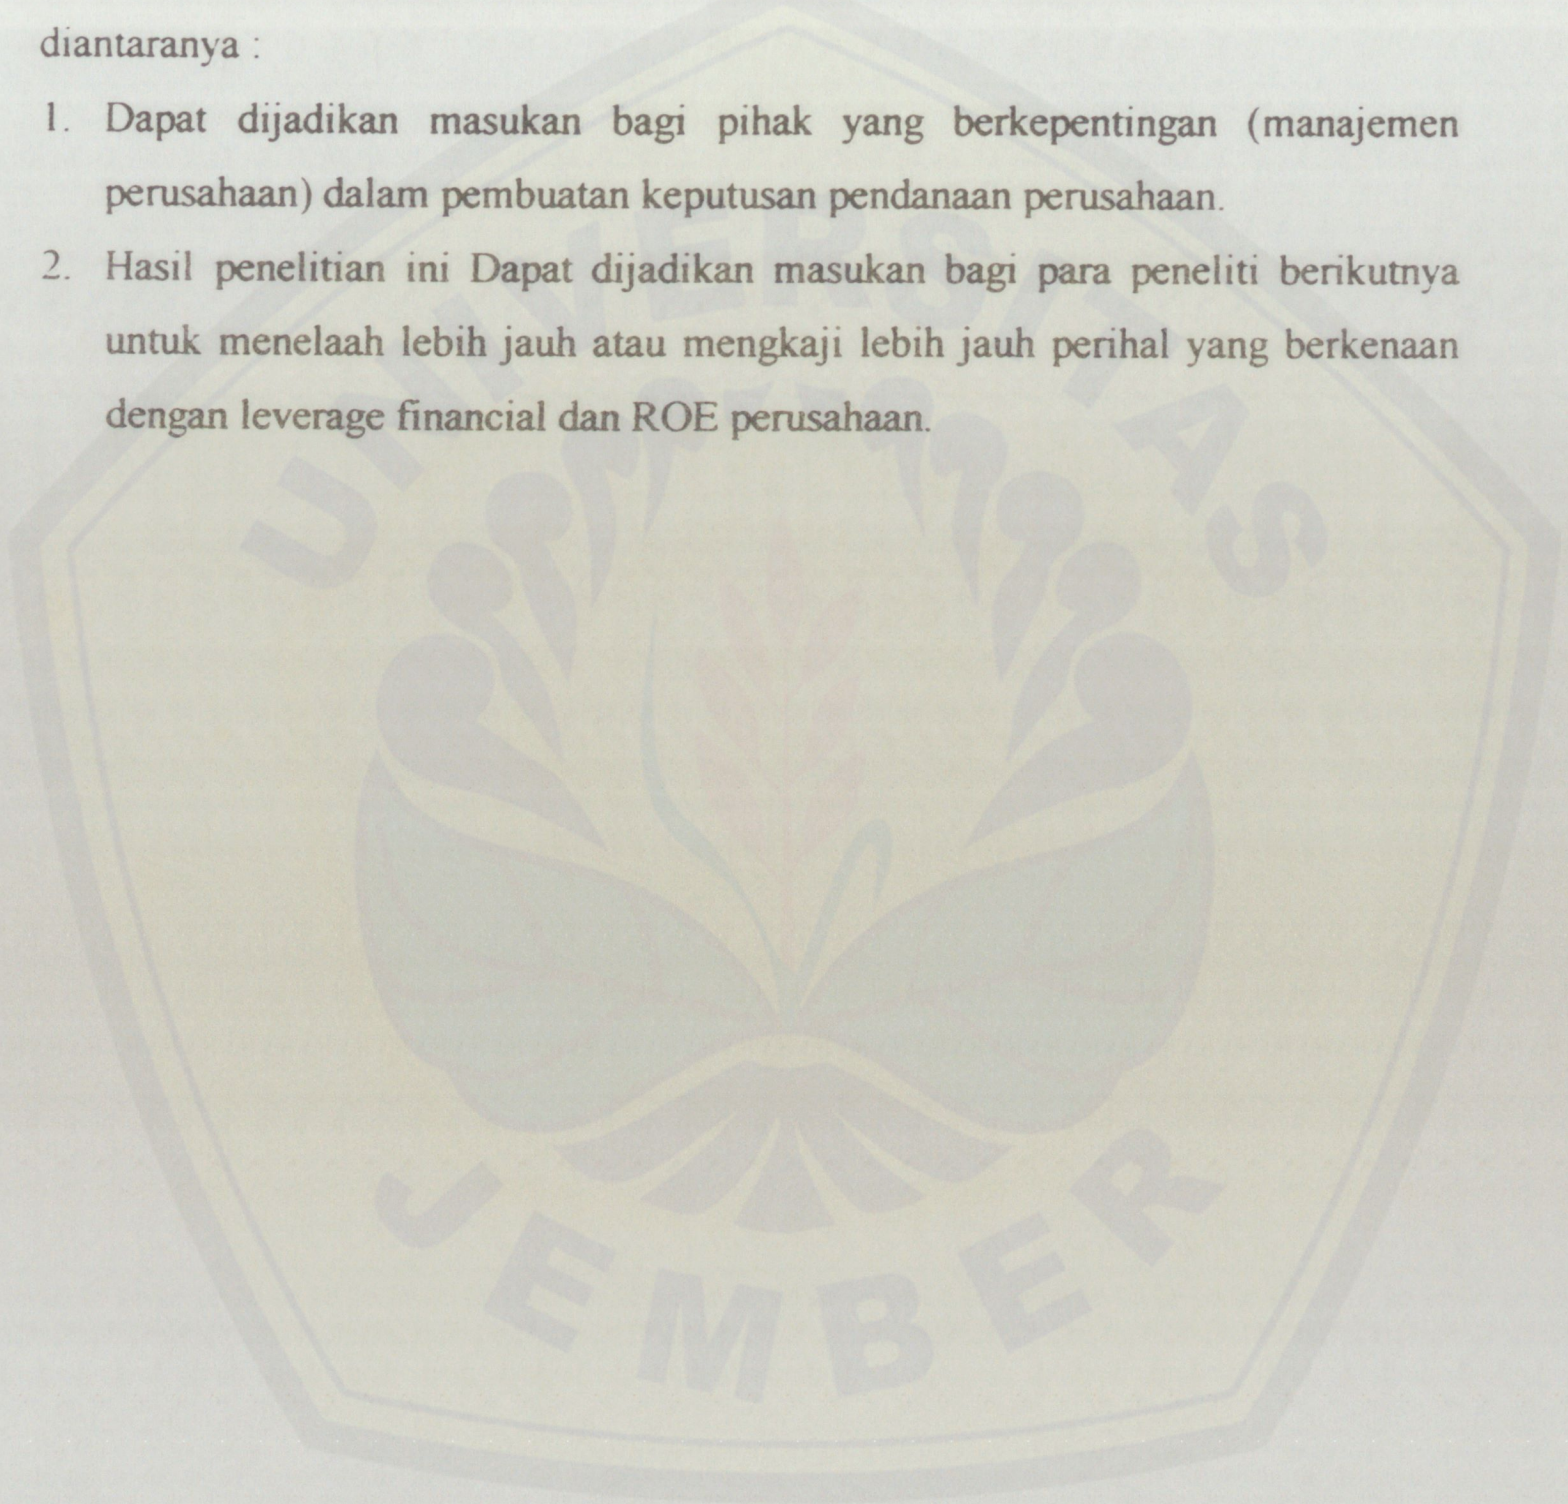 diantaranya :
1. Dapat dijadikan masukan bagi pihak yang berkepentingan (manajemen
perusahaan) dalam pembuatan keputusan pendanaan perusahaan.
2. Hasil penelitian ini Dapat dijadikan masukan bagi para peneliti berikutnya
untuk menelaah lebih jauh atau mengkaji lebih jauh perihal yang berkenaan
dengan leverage financial dan ROE perusahaan.
UNIVERSITAS
JEMBER